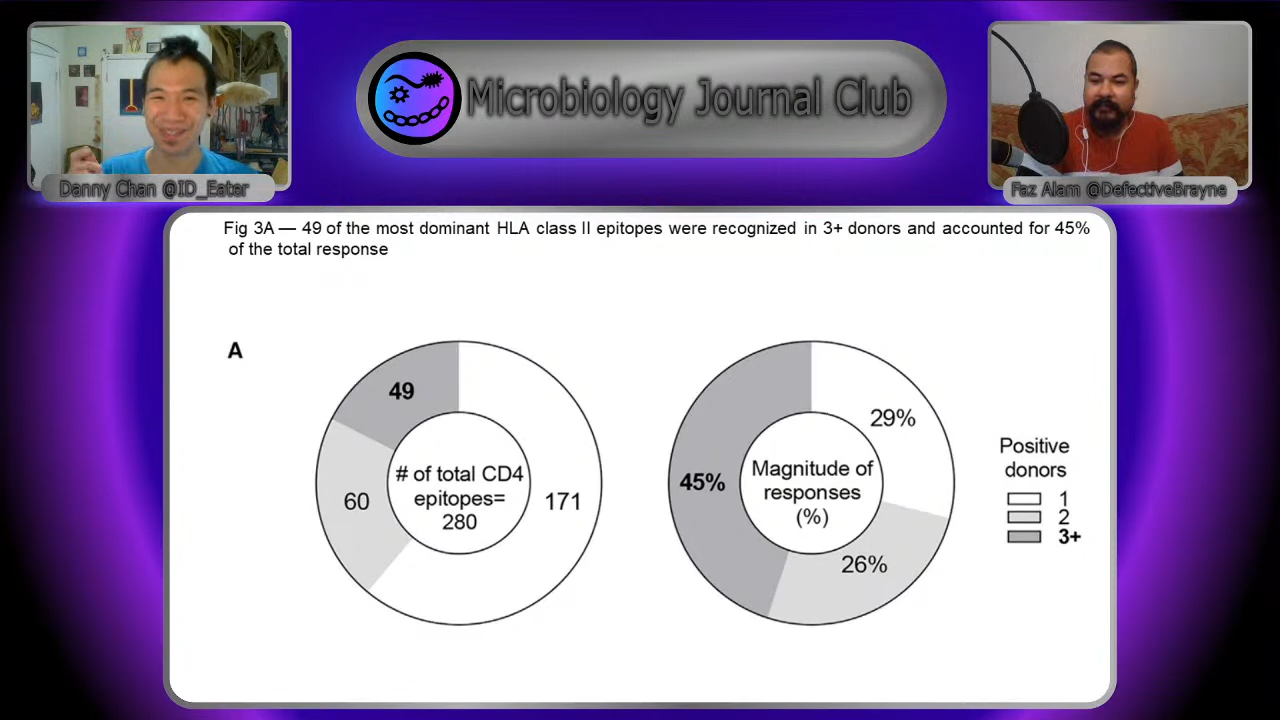 Microbiology Journal Club
Danny Chan @ID_Eater
Faz Alam @DefectiveBrayne
Fig 3A — 49 of the most dominant HLA class II epitopes were recognized in 3+ donors and accounted for 45%
of the total response
A
49
60
171
# of total CD4
epitopes=
280
29%
45%
26%
Magnitude of
responses
(%)
Positive
donors
1
2
3+